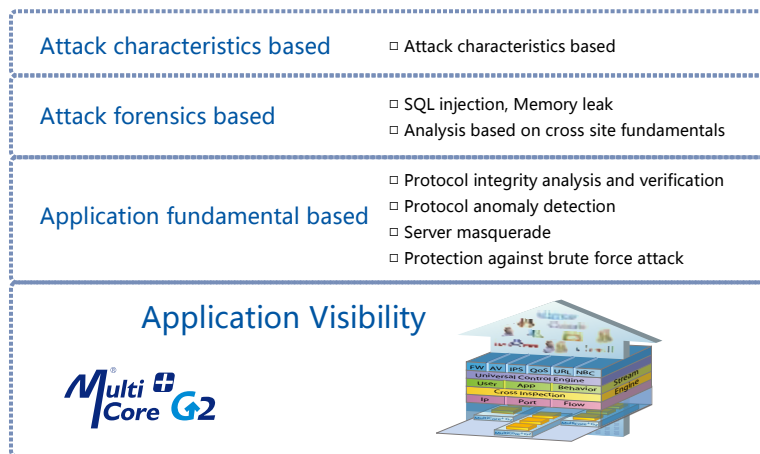 Attack characteristics based
□ Attack characteristics based
Attack forensics based
□ SQL injection, Memory leak
□ Analysis based on cross site fundamentals
Application fundamental based
□ Protocol integrity analysis and verification
□ Protocol anomaly detection
□ Server masquerade
□ Protection against brute force attack
Application Visibility
Multi®
Core G2
FW AV IPS QoS URL NBC
Universal Control Engine
User App Behavior
Stream
Engine
Cross Inspection
Ip Port Flow